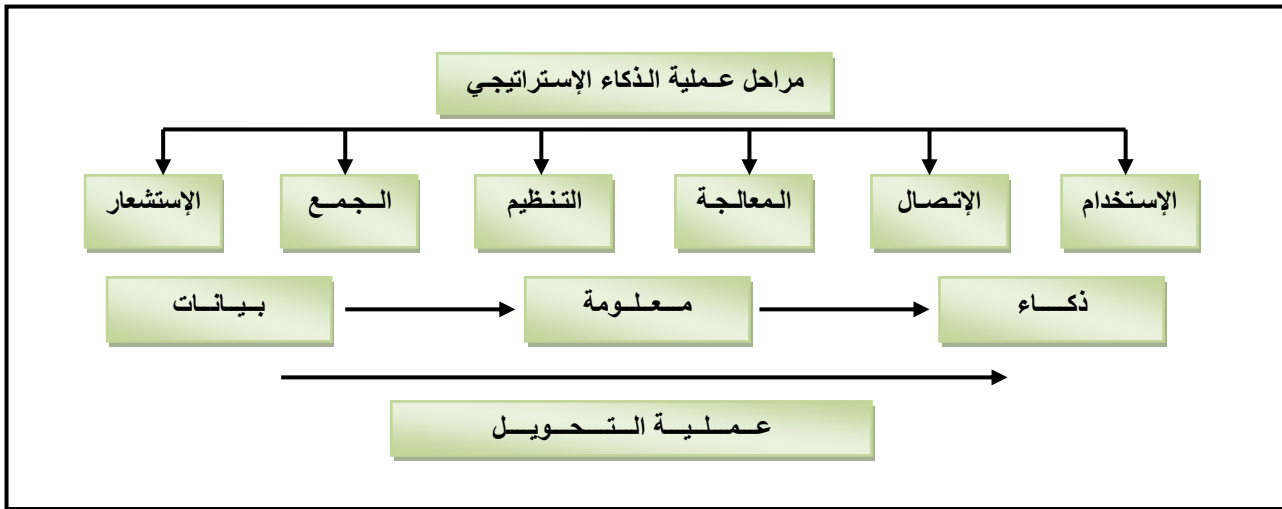 مراحل عملية الذكاء الإستراتيجي
الإستشعار
الجمع
التنظيم
المعالجة
الإتصال
الإستخدام
بيانات
معلومة
ذكاء
عملية التحويل